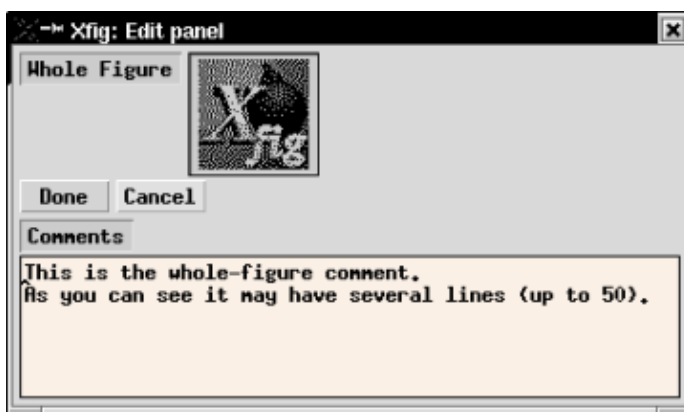 Xfig: Edit panel
Whole Figure
Xfig
Done Cancel
Comments
This is the whole-figure comment.
As you can see it may have several lines (up to 50).